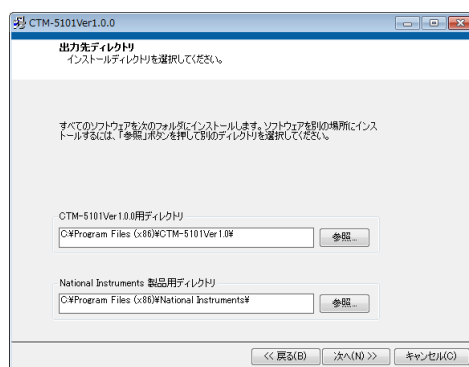 CTM-5101Ver1.0.0
出力先ディレクトリ
インストールディレクトリを選択してください。
すべてのソフトウェアを次のフォルダにインストールします。ソフトウェアを別の場所にインス
トールするには、「参照」ボタンを押して別のディレクトリを選択してください。
CTM-5101Ver1.0.0用ディレクトリ
C:¥Program Files (x86)¥CTM-5101Ver1.0¥
参照...
National Instruments 製品用ディレクトリ
C:¥Program Files (x86)¥National Instruments¥
参照...
<< 戻る(B) 次へ(N) >> キャンセル(C)